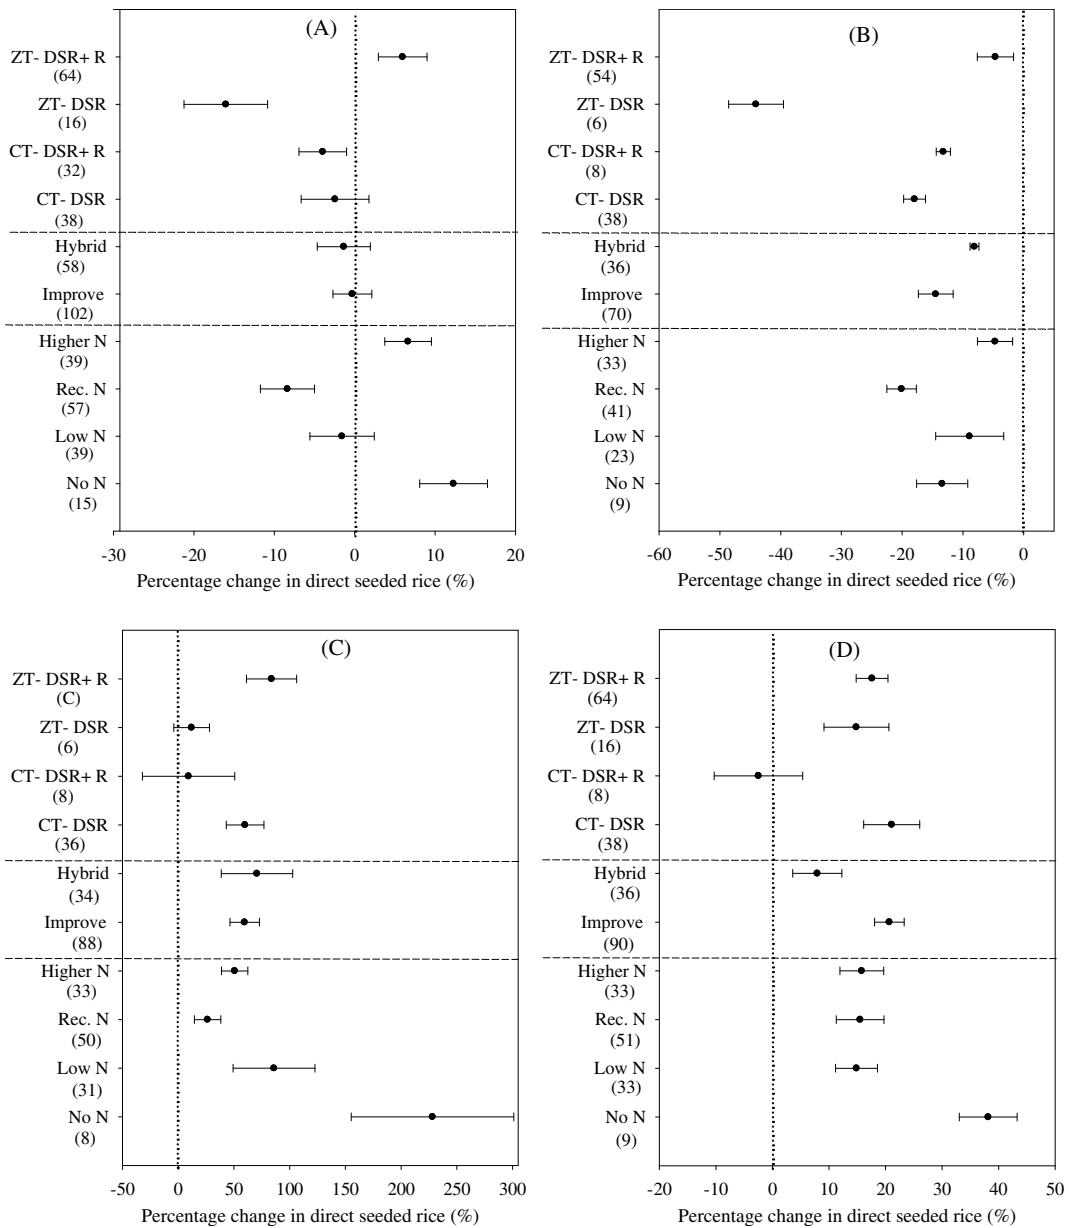 (A)
ZT- DSR+ R
(64)
ZT- DSR
(16)
CT- DSR+ R
(32)
CT- DSR
(38)
Hybrid
(58)
Improve
(102)
Higher N
(39)
Rec. N
(57)
Low N
(39)
No N
(15)
-30 -20 -10 0 10 20
Percentage change in direct seeded rice (%)
(B)
ZT- DSR+ R
(54)
ZT- DSR
(6)
CT- DSR+ R
(8)
CT- DSR
(38)
Hybrid
(36)
Improve
(70)
Higher N
(33)
Rec. N
(41)
Low N
(23)
No N
(9)
-60 -50 -40 -30 -20 -10 0
Percentage change in direct seeded rice (%)
(C)
ZT- DSR+ R
(C)
ZT- DSR
(6)
CT- DSR+ R
(8)
CT- DSR
(36)
Hybrid
(34)
Improve
(88)
Higher N
(33)
Rec. N
(50)
Low N
(31)
No N
(8)
-50 0 50 100 150 200 250 300
Percentage change in direct seeded rice (%)
(D)
ZT- DSR+ R
(64)
ZT- DSR
(16)
CT- DSR+ R
(8)
CT- DSR
(38)
Hybrid
(36)
Improve
(90)
Higher N
(33)
Rec. N
(51)
Low N
(33)
No N
(9)
-20 -10 0 10 20 30 40 50
Percentage change in direct seeded rice (%)